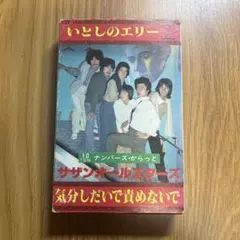 いとしのエリー
10ナンバーズ・からっと
サザンオールスターズ
気分しだいで責めないで